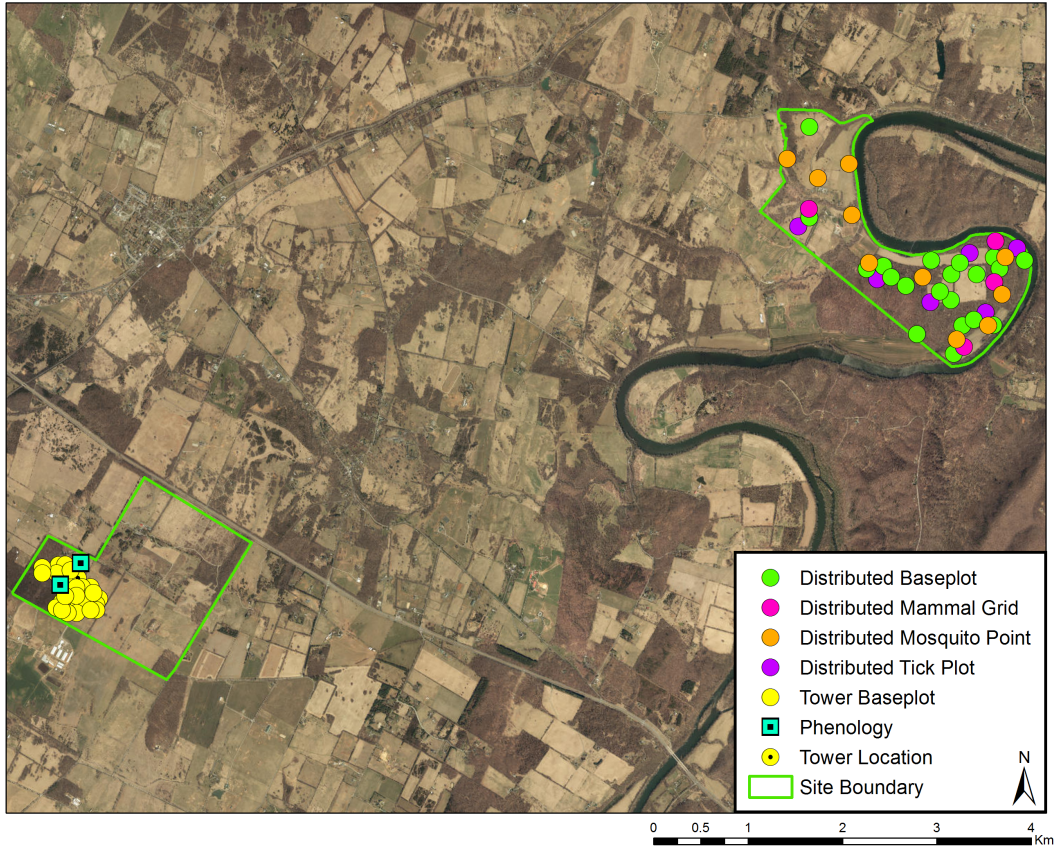 Distributed Baseplot
Distributed Mammal Grid
Distributed Mosquito Point
Distributed Tick Plot
Tower Baseplot
Phenology
Tower Location
Site Boundary
N
0 0.5 1 2 3 4
Km